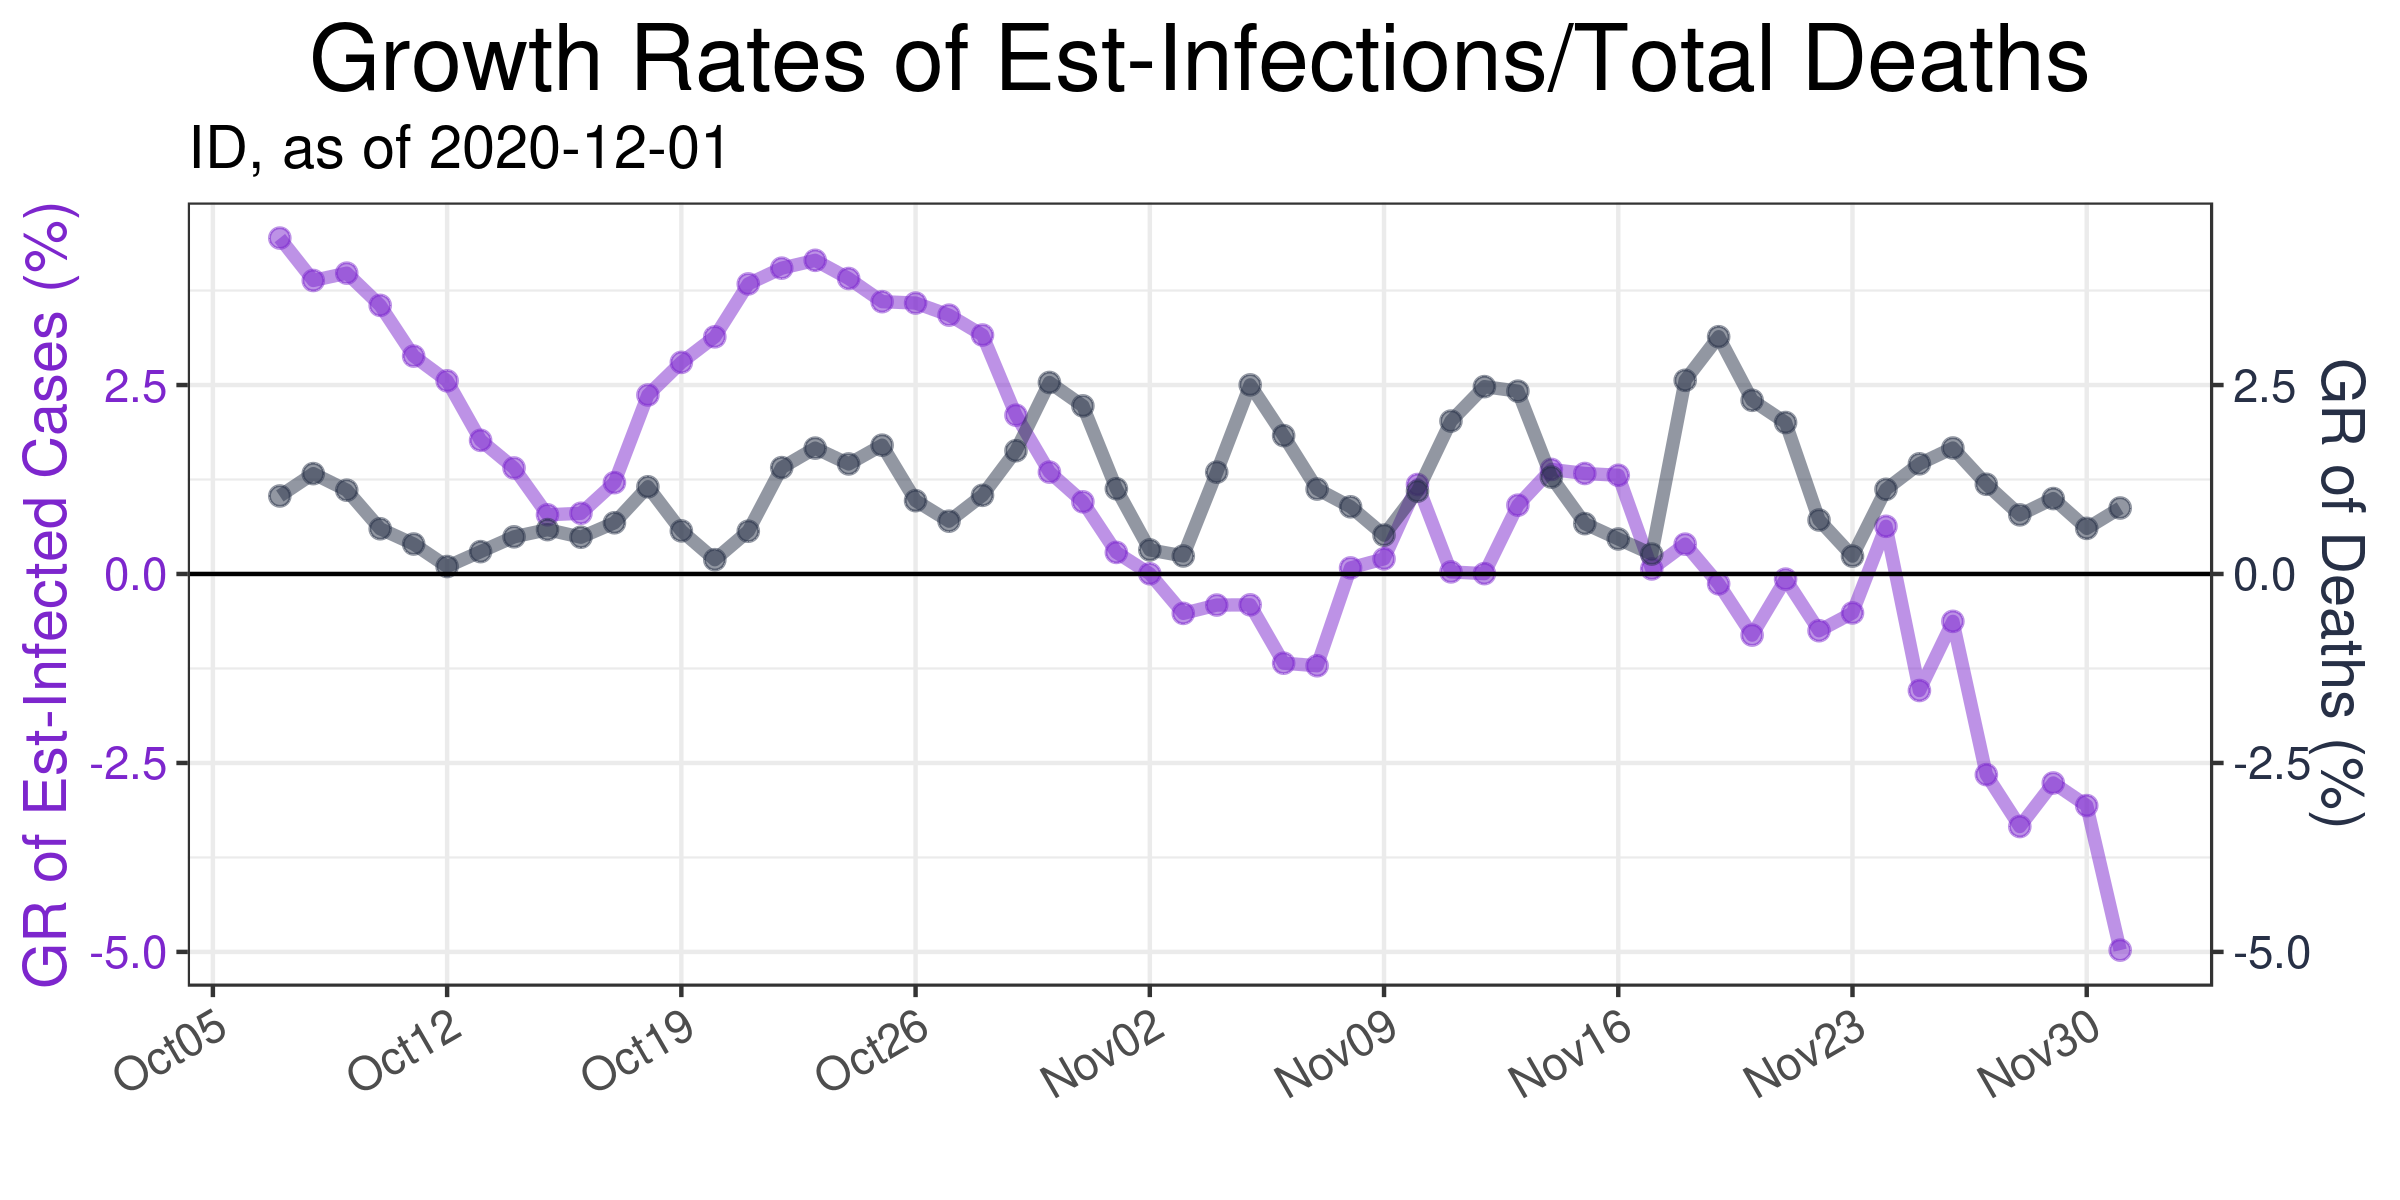 Growth Rates of Est-Infections/Total Deaths
ID, as of 2020-12-01
GR of Est-Infected Cases (%)
2.5
0.0
-2.5
-5.0
2.5
0.0
-2.5
-5.0
GR of Deaths (%)
Oct05
Oct12
Oct19
Oct26
Nov02
Nov09
Nov16
Nov23
Nov30